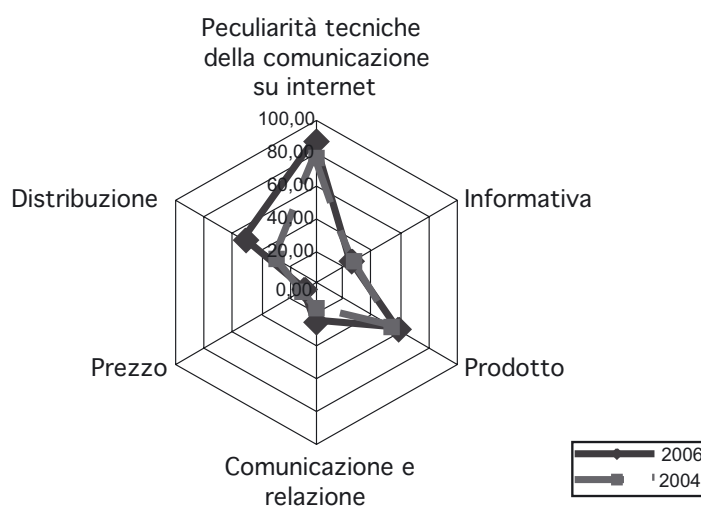 Peculiarità tecniche
della comunicazione
su internet
100,00
80,00
60,00
40,00
20,00
0,00
Distribuzione
Informativa
Prezzo
Prodotto
Comunicazione e
relazione
2006
2004